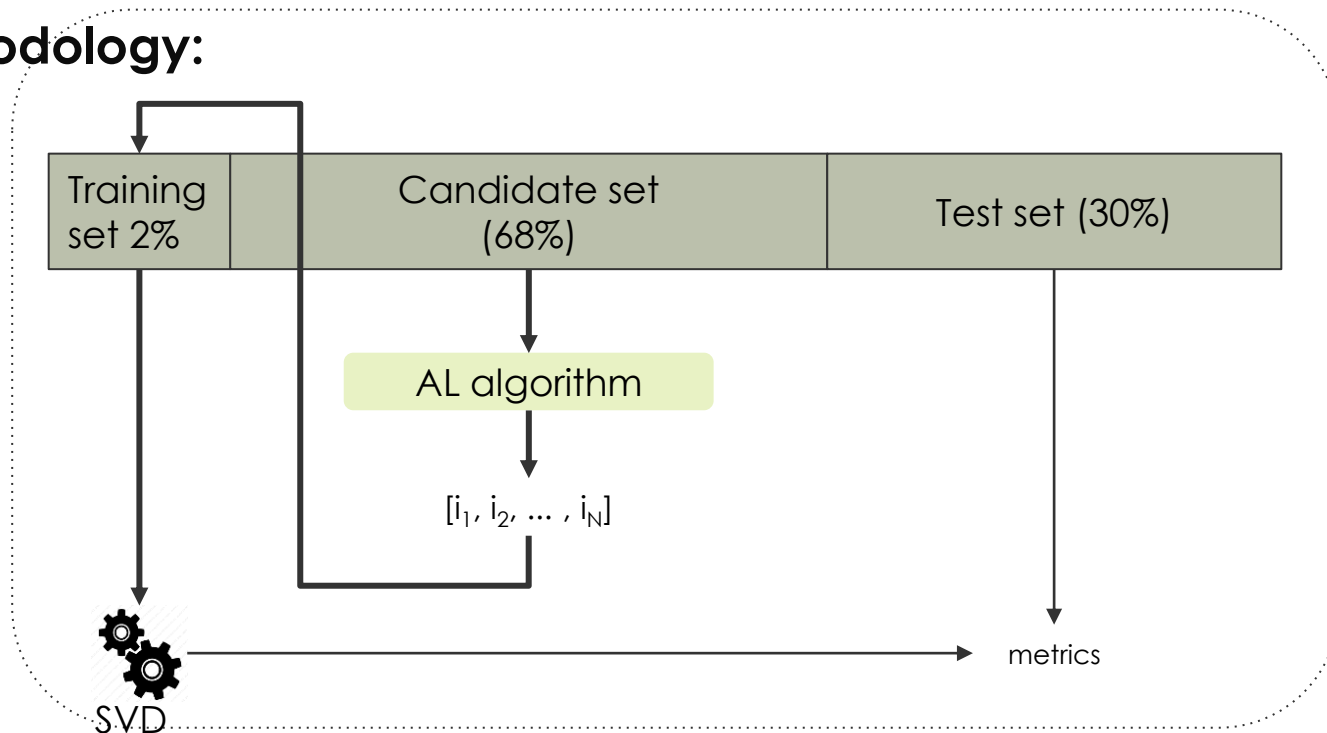 odology:
Training
set 2%
Candidate set
(68%)
Test set (30%)
AL algorithm
[i₁, i₂, ... , iN]
metrics
SVD